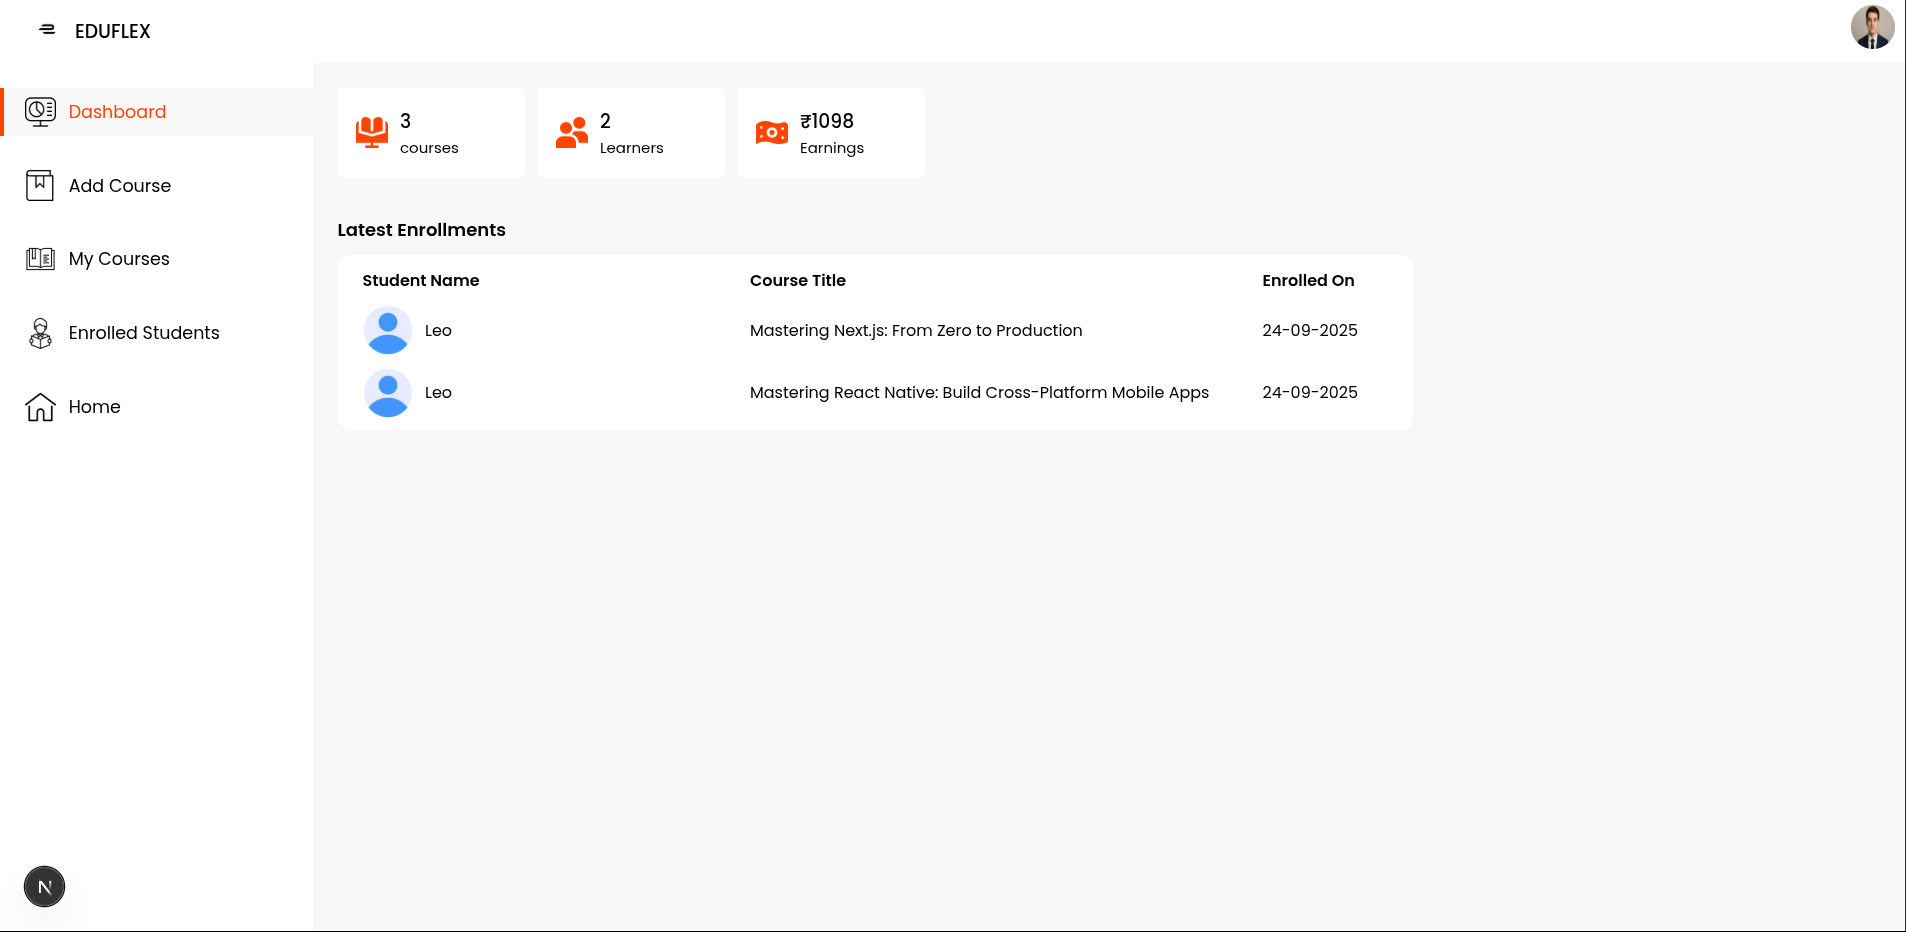 EDUFLEX
Dashboard
Add Course
My Courses
Enrolled Students
Home
3
courses
2
Learners
₹1098
Earnings
Latest Enrollments
Student Name Course Title Enrolled On
Leo Mastering Next.js: From Zero to Production 24-09-2025
Leo Mastering React Native: Build Cross-Platform Mobile Apps 24-09-2025
N